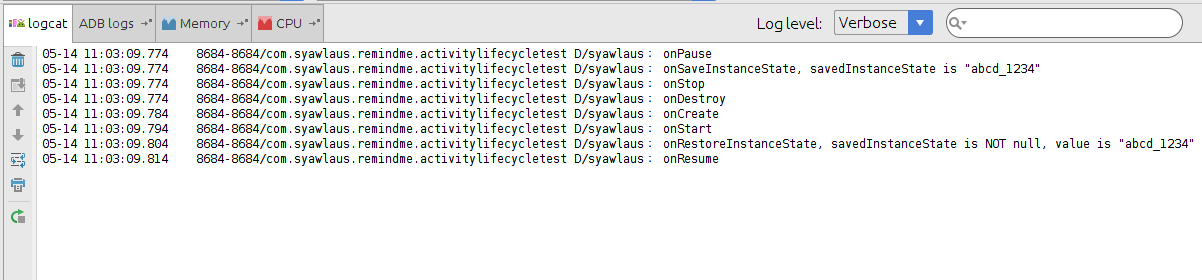 logcat ADB logs Memory CPU Log level: Verbose
05-14 11:03:09.774 8684-8684/com.syawlaus.remindme.activitylifecycletest D/syawlaus: onPause
05-14 11:03:09.774 8684-8684/com.syawlaus.remindme.activitylifecycletest D/syawlaus: onSaveInstanceState, savedInstanceState is "abcd_1234"
05-14 11:03:09.774 8684-8684/com.syawlaus.remindme.activitylifecycletest D/syawlaus: onStop
05-14 11:03:09.774 8684-8684/com.syawlaus.remindme.activitylifecycletest D/syawlaus: onDestroy
05-14 11:03:09.784 8684-8684/com.syawlaus.remindme.activitylifecycletest D/syawlaus: onCreate
05-14 11:03:09.794 8684-8684/com.syawlaus.remindme.activitylifecycletest D/syawlaus: onStart
05-14 11:03:09.804 8684-8684/com.syawlaus.remindme.activitylifecycletest D/syawlaus: onRestoreInstanceState, savedInstanceState is NOT null, value is "abcd_1234"
05-14 11:03:09.814 8684-8684/com.syawlaus.remindme.activitylifecycletest D/syawlaus: onResume